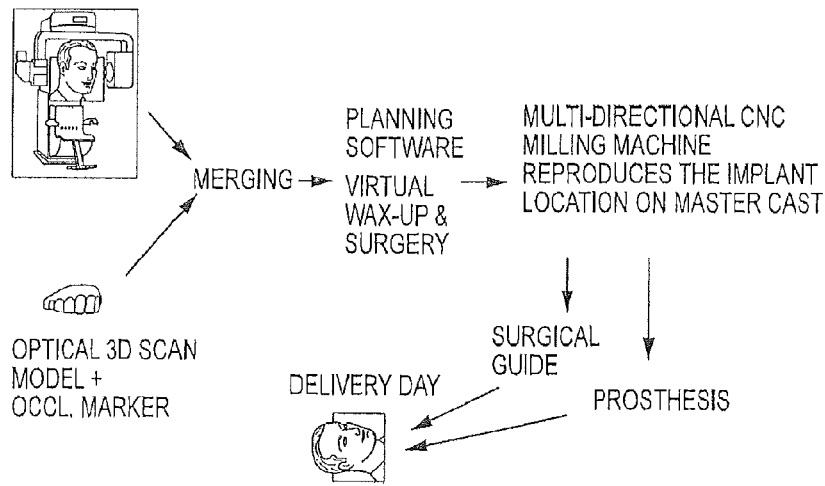 PLANNING
SOFTWARE
VIRTUAL
WAX-UP &
SURGERY
MULTI-DIRECTIONAL CNC
MILLING MACHINE
REPRODUCES THE IMPLANT
LOCATION ON MASTER CAST
MERGING
OPTICAL 3D SCAN
MODEL +
OCCL. MARKER
SURGICAL
GUIDE
DELIVERY DAY
PROSTHESIS